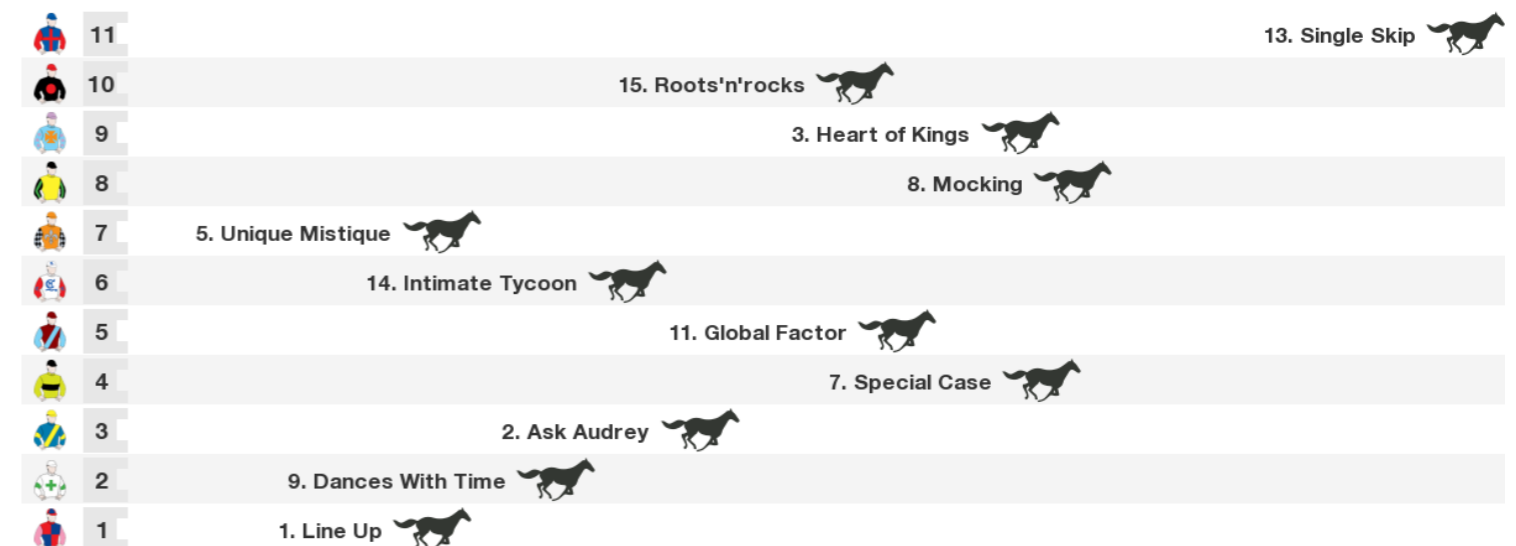 11 13. Single Skip
10 15. Roots'n'rocks
9 3. Heart of Kings
8 8. Mocking
7 5. Unique Mistique
6 14. Intimate Tycoon
5 11. Global Factor
4 7. Special Case
3 2. Ask Audrey
2 9. Dances With Time
1 1. Line Up